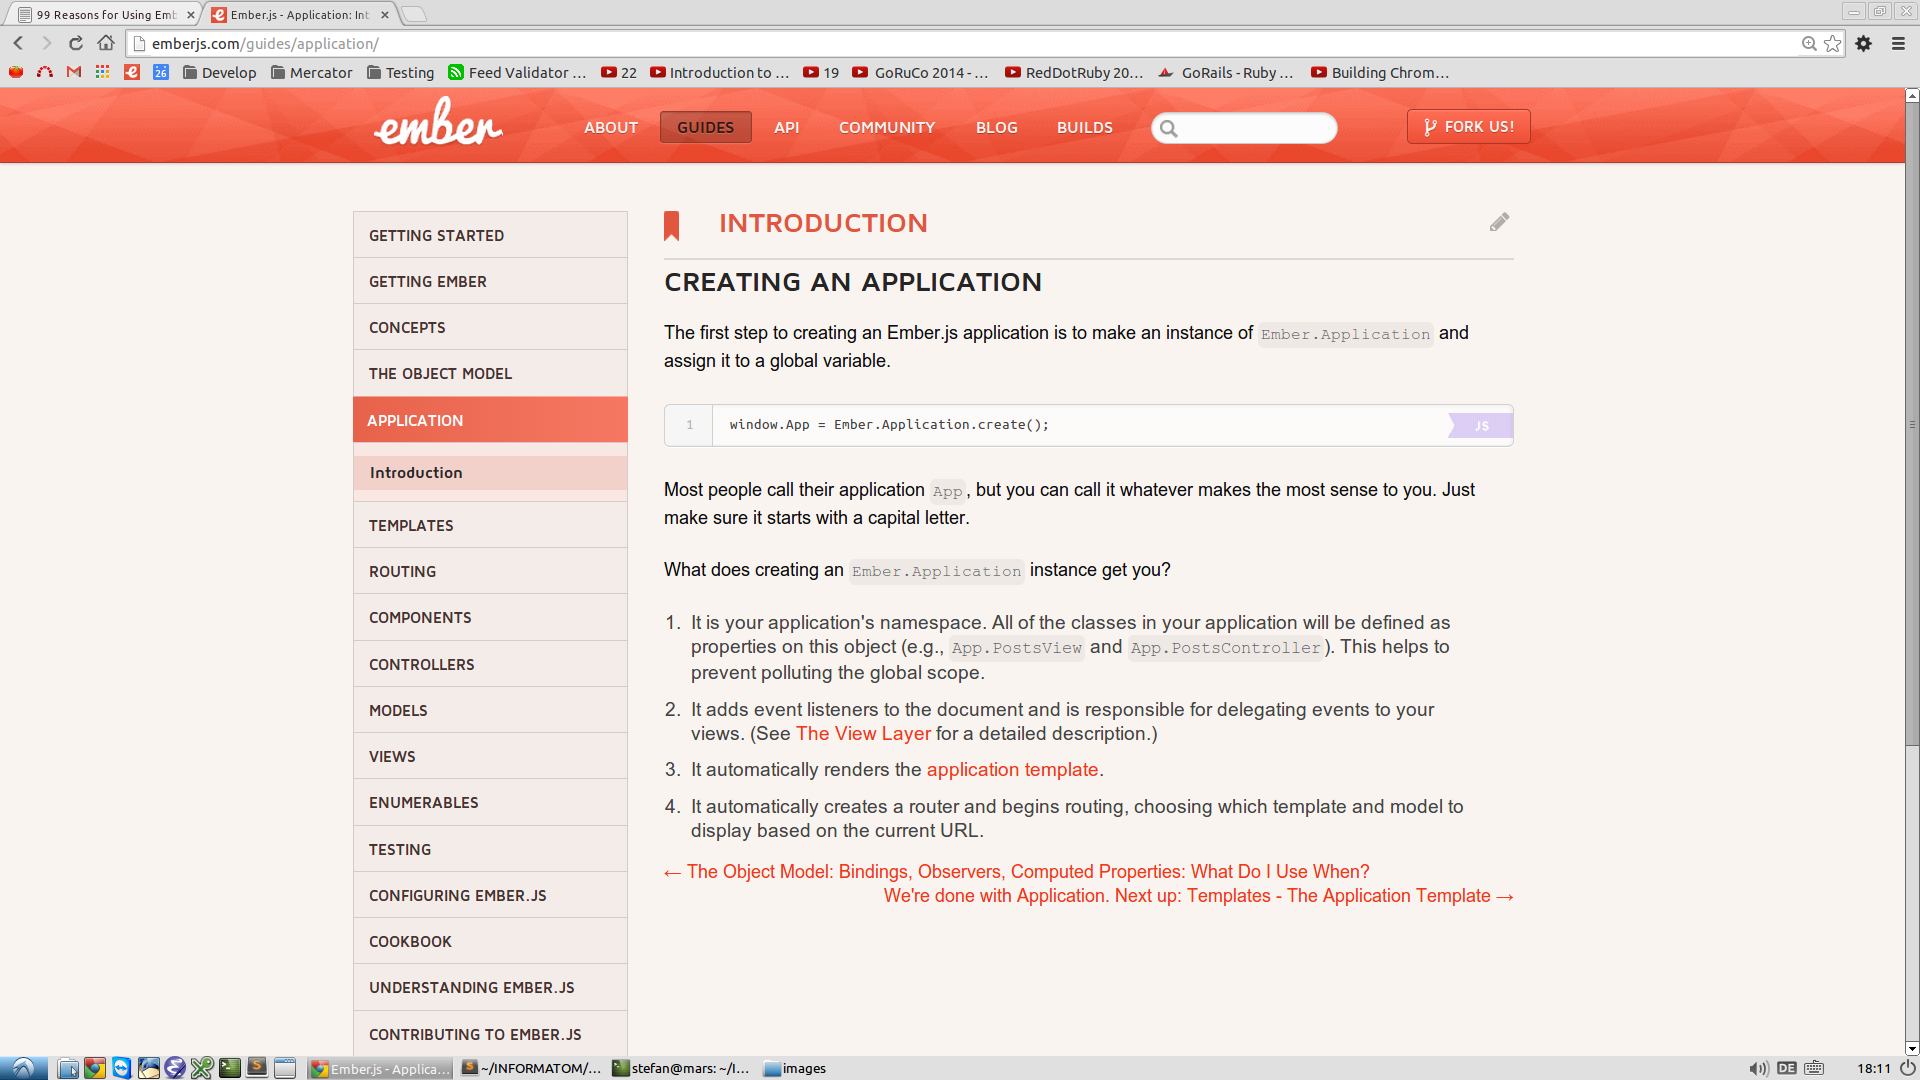 99 Reasons for Using Emb
Ember.js - Application: Int
emberjs.com/guides/application/
26
Develop
Mercator
Testing
Feed Validator ...
22
Introduction to ...
19
GoRuCo 2014 - ...
RedDotRuby 20...
GoRails - Ruby ...
Building Chrom...
ember
ABOUT
GUIDES
API
COMMUNITY
BLOG
BUILDS
FORK US!
GETTING STARTED
GETTING EMBER
CONCEPTS
THE OBJECT MODEL
APPLICATION
Introduction
TEMPLATES
ROUTING
COMPONENTS
CONTROLLERS
MODELS
VIEWS
ENUMERABLES
TESTING
CONFIGURING EMBER.JS
COOKBOOK
UNDERSTANDING EMBER.JS
CONTRIBUTING TO EMBER.JS
INTRODUCTION
CREATING AN APPLICATION
The first step to creating an Ember.js application is to make an instance of Ember.Application and
assign it to a global variable.
1 window.App = Ember.Application.create(); JS
Most people call their application App, but you can call it whatever makes the most sense to you. Just
make sure it starts with a capital letter.
What does creating an Ember.Application instance get you?
1. It is your application's namespace. All of the classes in your application will be defined as
properties on this object (e.g., App.PostsView and App.PostsController). This helps to
prevent polluting the global scope.
2. It adds event listeners to the document and is responsible for delegating events to your
views. (See The View Layer for a detailed description.)
3. It automatically renders the application template.
4. It automatically creates a router and begins routing, choosing which template and model to
display based on the current URL.
← The Object Model: Bindings, Observers, Computed Properties: What Do I Use When?
We're done with Application. Next up: Templates - The Application Template →
Ember.js - Applica...
~/INFORMATOM/...
stefan@mars: ~/I...
images
DE
18:11